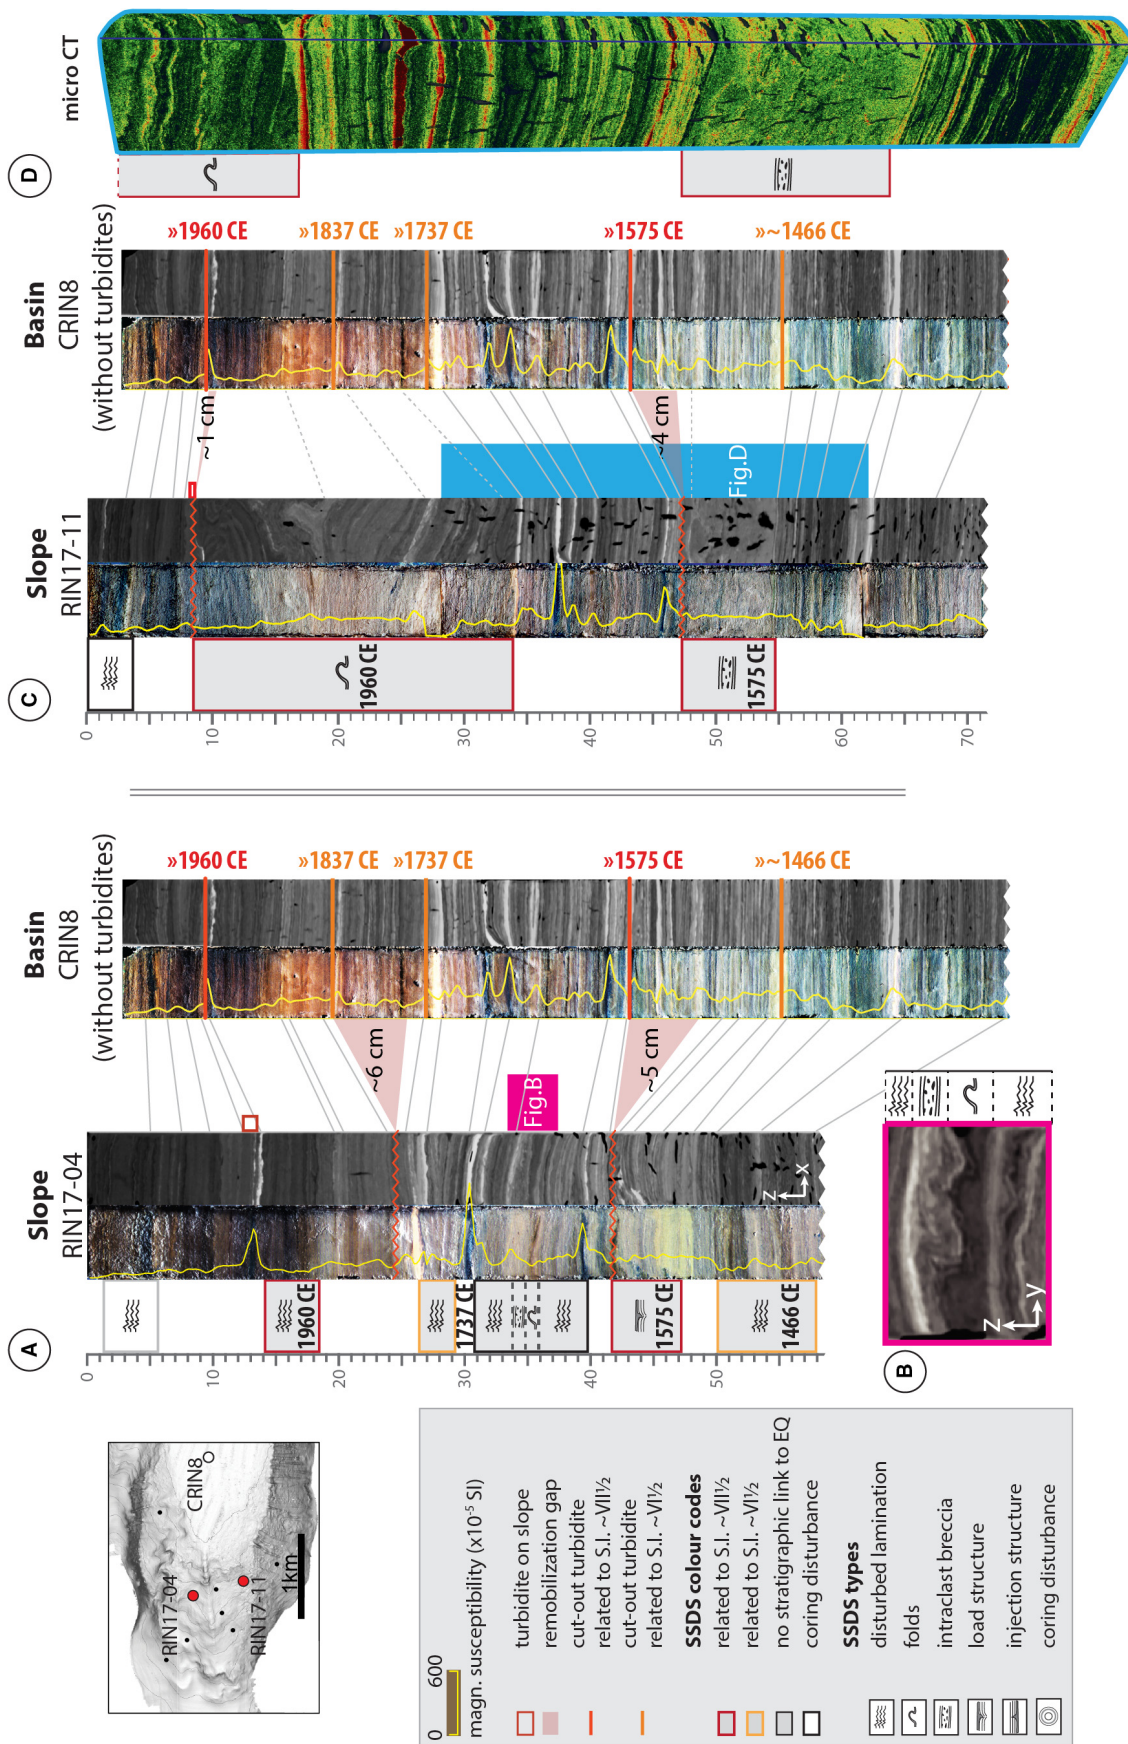 A
Slope
RIN17-04
Basin
CRIN8
(without turbidites)
0
10
20
30
40
50
1960 CE
1737 CE
1575 CE
1466 CE
~6 cm
~5 cm
Fig.B
z
x
»1960 CE
»1837 CE
»1737 CE
»1575 CE
»~1466 CE
B
z
y
C
Slope
RIN17-11
Basin
CRIN8
(without turbidites)
0
10
20
30
40
50
60
70
1960 CE
1575 CE
~1 cm
~4 cm
Fig.D
»1960 CE
»1837 CE
»1737 CE
»1575 CE
»~1466 CE
D
micro CT
RIN17-04
RIN17-11
CRIN8
1km
0 600
magn. susceptibility (x10⁻⁵ SI)
turbidite on slope
remobilization gap
cut-out turbidite
related to S.I. ~VII½
cut-out turbidite
related to S.I. ~VI½
SSDS colour codes
related to S.I. ~VII½
related to S.I. ~VI½
no stratigraphic link to EQ
coring disturbance
SSDS types
disturbed lamination
folds
intraclast breccia
load structure
injection structure
coring disturbance